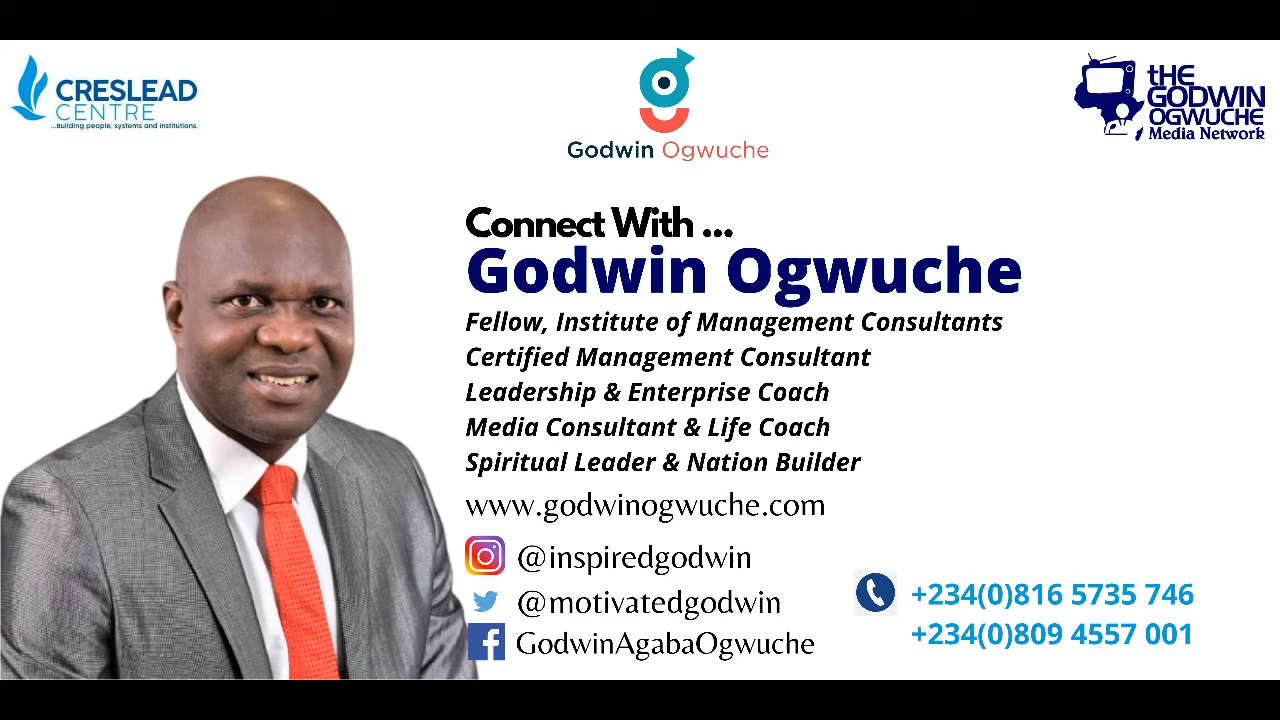 CRESLEAD
CENTRE
...Building people, systems and institutions.
Godwin Ogwuche
THE
GODWIN
OGWUCHE
Media Network
Connect With ...
Godwin Ogwuche
Fellow, Institute of Management Consultants
Certified Management Consultant
Leadership & Enterprise Coach
Media Consultant & Life Coach
Spiritual Leader & Nation Builder
www.godwinogwuche.com
@inspiredgodwin
@motivatedgodwin
GodwinAgabaOgwuche
+234(0)816 5735 746
+234(0)809 4557 001